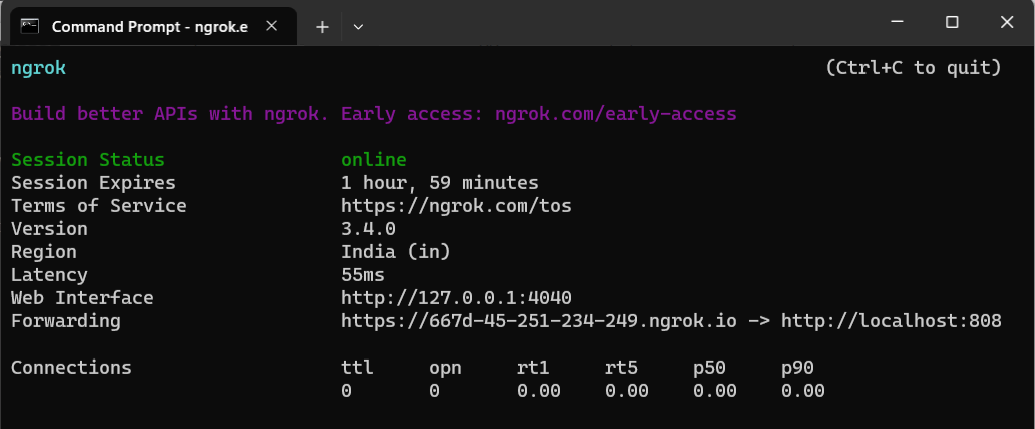 Command Prompt - ngrok.e
ngrok (Ctrl+C to quit)
Build better APIs with ngrok. Early access: ngrok.com/early-access
Session Status online
Session Expires 1 hour, 59 minutes
Terms of Service https://ngrok.com/tos
Version 3.4.0
Region India (in)
Latency 55ms
Web Interface http://127.0.0.1:4040
Forwarding https://667d-45-251-234-249.ngrok.io -> http://localhost:808
Connections ttl opn rt1 rt5 p50 p90
0 0 0.00 0.00 0.00 0.00